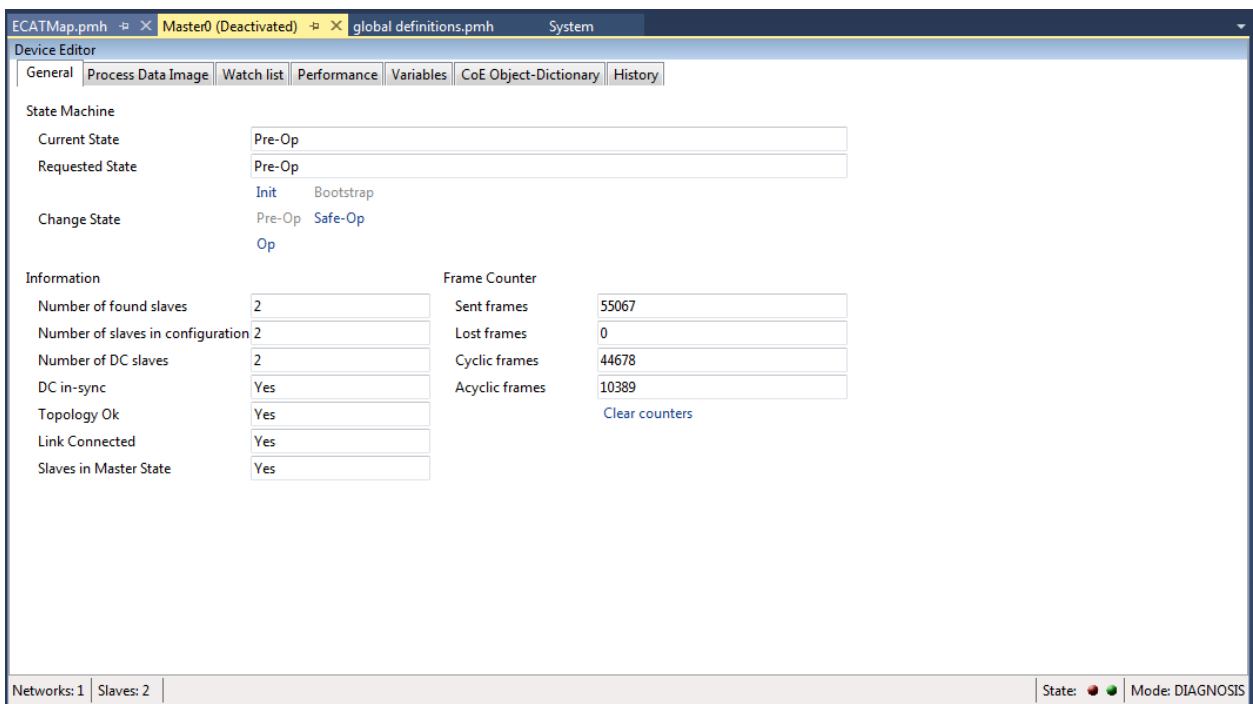 ECATMap.pmh Master0 (Deactivated) global definitions.pmh System
Device Editor
General Process Data Image Watch list Performance Variables CoE Object-Dictionary History
State Machine
Current State Pre-Op
Requested State Pre-Op
Init Bootstrap
Change State Pre-Op Safe-Op
Op
Information Frame Counter
Number of found slaves 2 Sent frames 55067
Number of slaves in configuration 2 Lost frames 0
Number of DC slaves 2 Cyclic frames 44678
DC in-sync Yes Acyclic frames 10389
Topology Ok Yes Clear counters
Link Connected Yes
Slaves in Master State Yes
Networks: 1 Slaves: 2 State: Mode: DIAGNOSIS